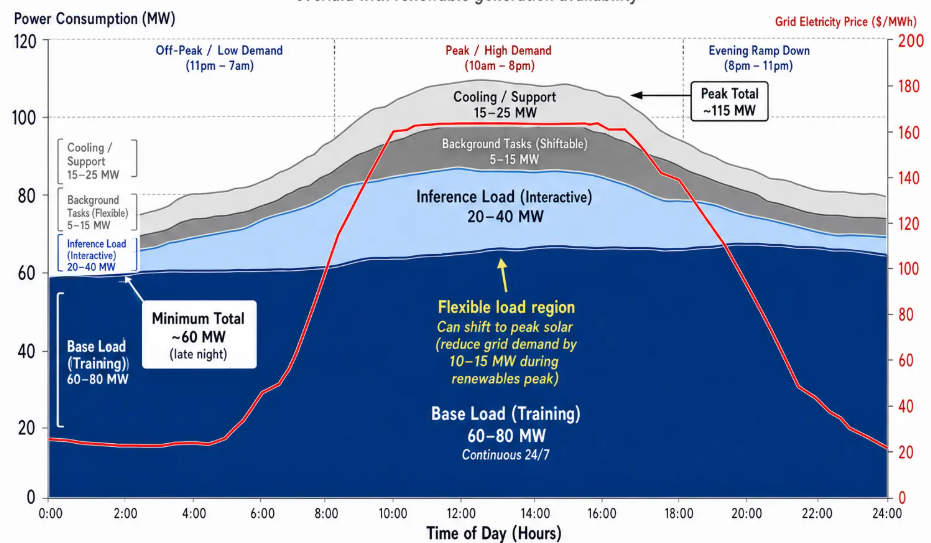 overlaid with renewable generation availability
Power Consumption (MW)
Grid Eletricity Price ($/MWh)
120
100
80
60
40
20
0
200
180
160
140
120
100
80
60
40
20
0
Off-Peak / Low Demand
(11pm – 7am)
Peak / High Demand
(10am – 8pm)
Evening Ramp Down
(8pm – 11pm)
Cooling / Support
15–25 MW
Peak Total
~115 MW
Background Tasks (Shiftable)
5–15 MW
Inference Load (Interactive)
20–40 MW
Cooling /
Support
15–25 MW
Background
Tasks (Flexible)
5–15 MW
Inference Load
(Interactive)
20–40 MW
Minimum Total
~60 MW
(late night)
Base Load
(Training))
60–80 MW
Flexible load region
Can shift to peak solar
(reduce grid demand by
10–15 MW during
renewables peak)
Base Load (Training)
60–80 MW
Continuous 24/7
0:00
2:00
4:00
6:00
8:00
10:00
12:00
14:00
16:00
18:00
20:00
22:00
24:00
Time of Day (Hours)